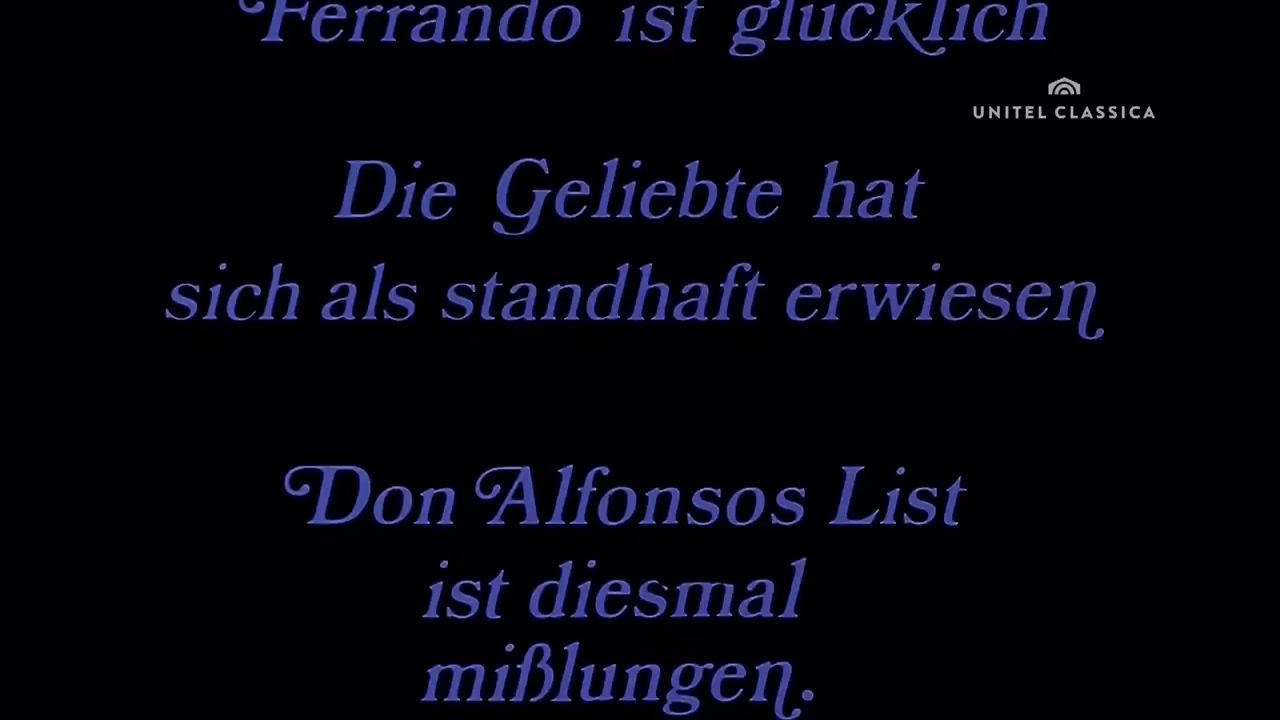 Ferrando ist glücklich
UNITEL CLASSICA
Die Geliebte hat
sich als standhaft erwiesen
Don Alfonsos List
ist diesmal
mißlungen.